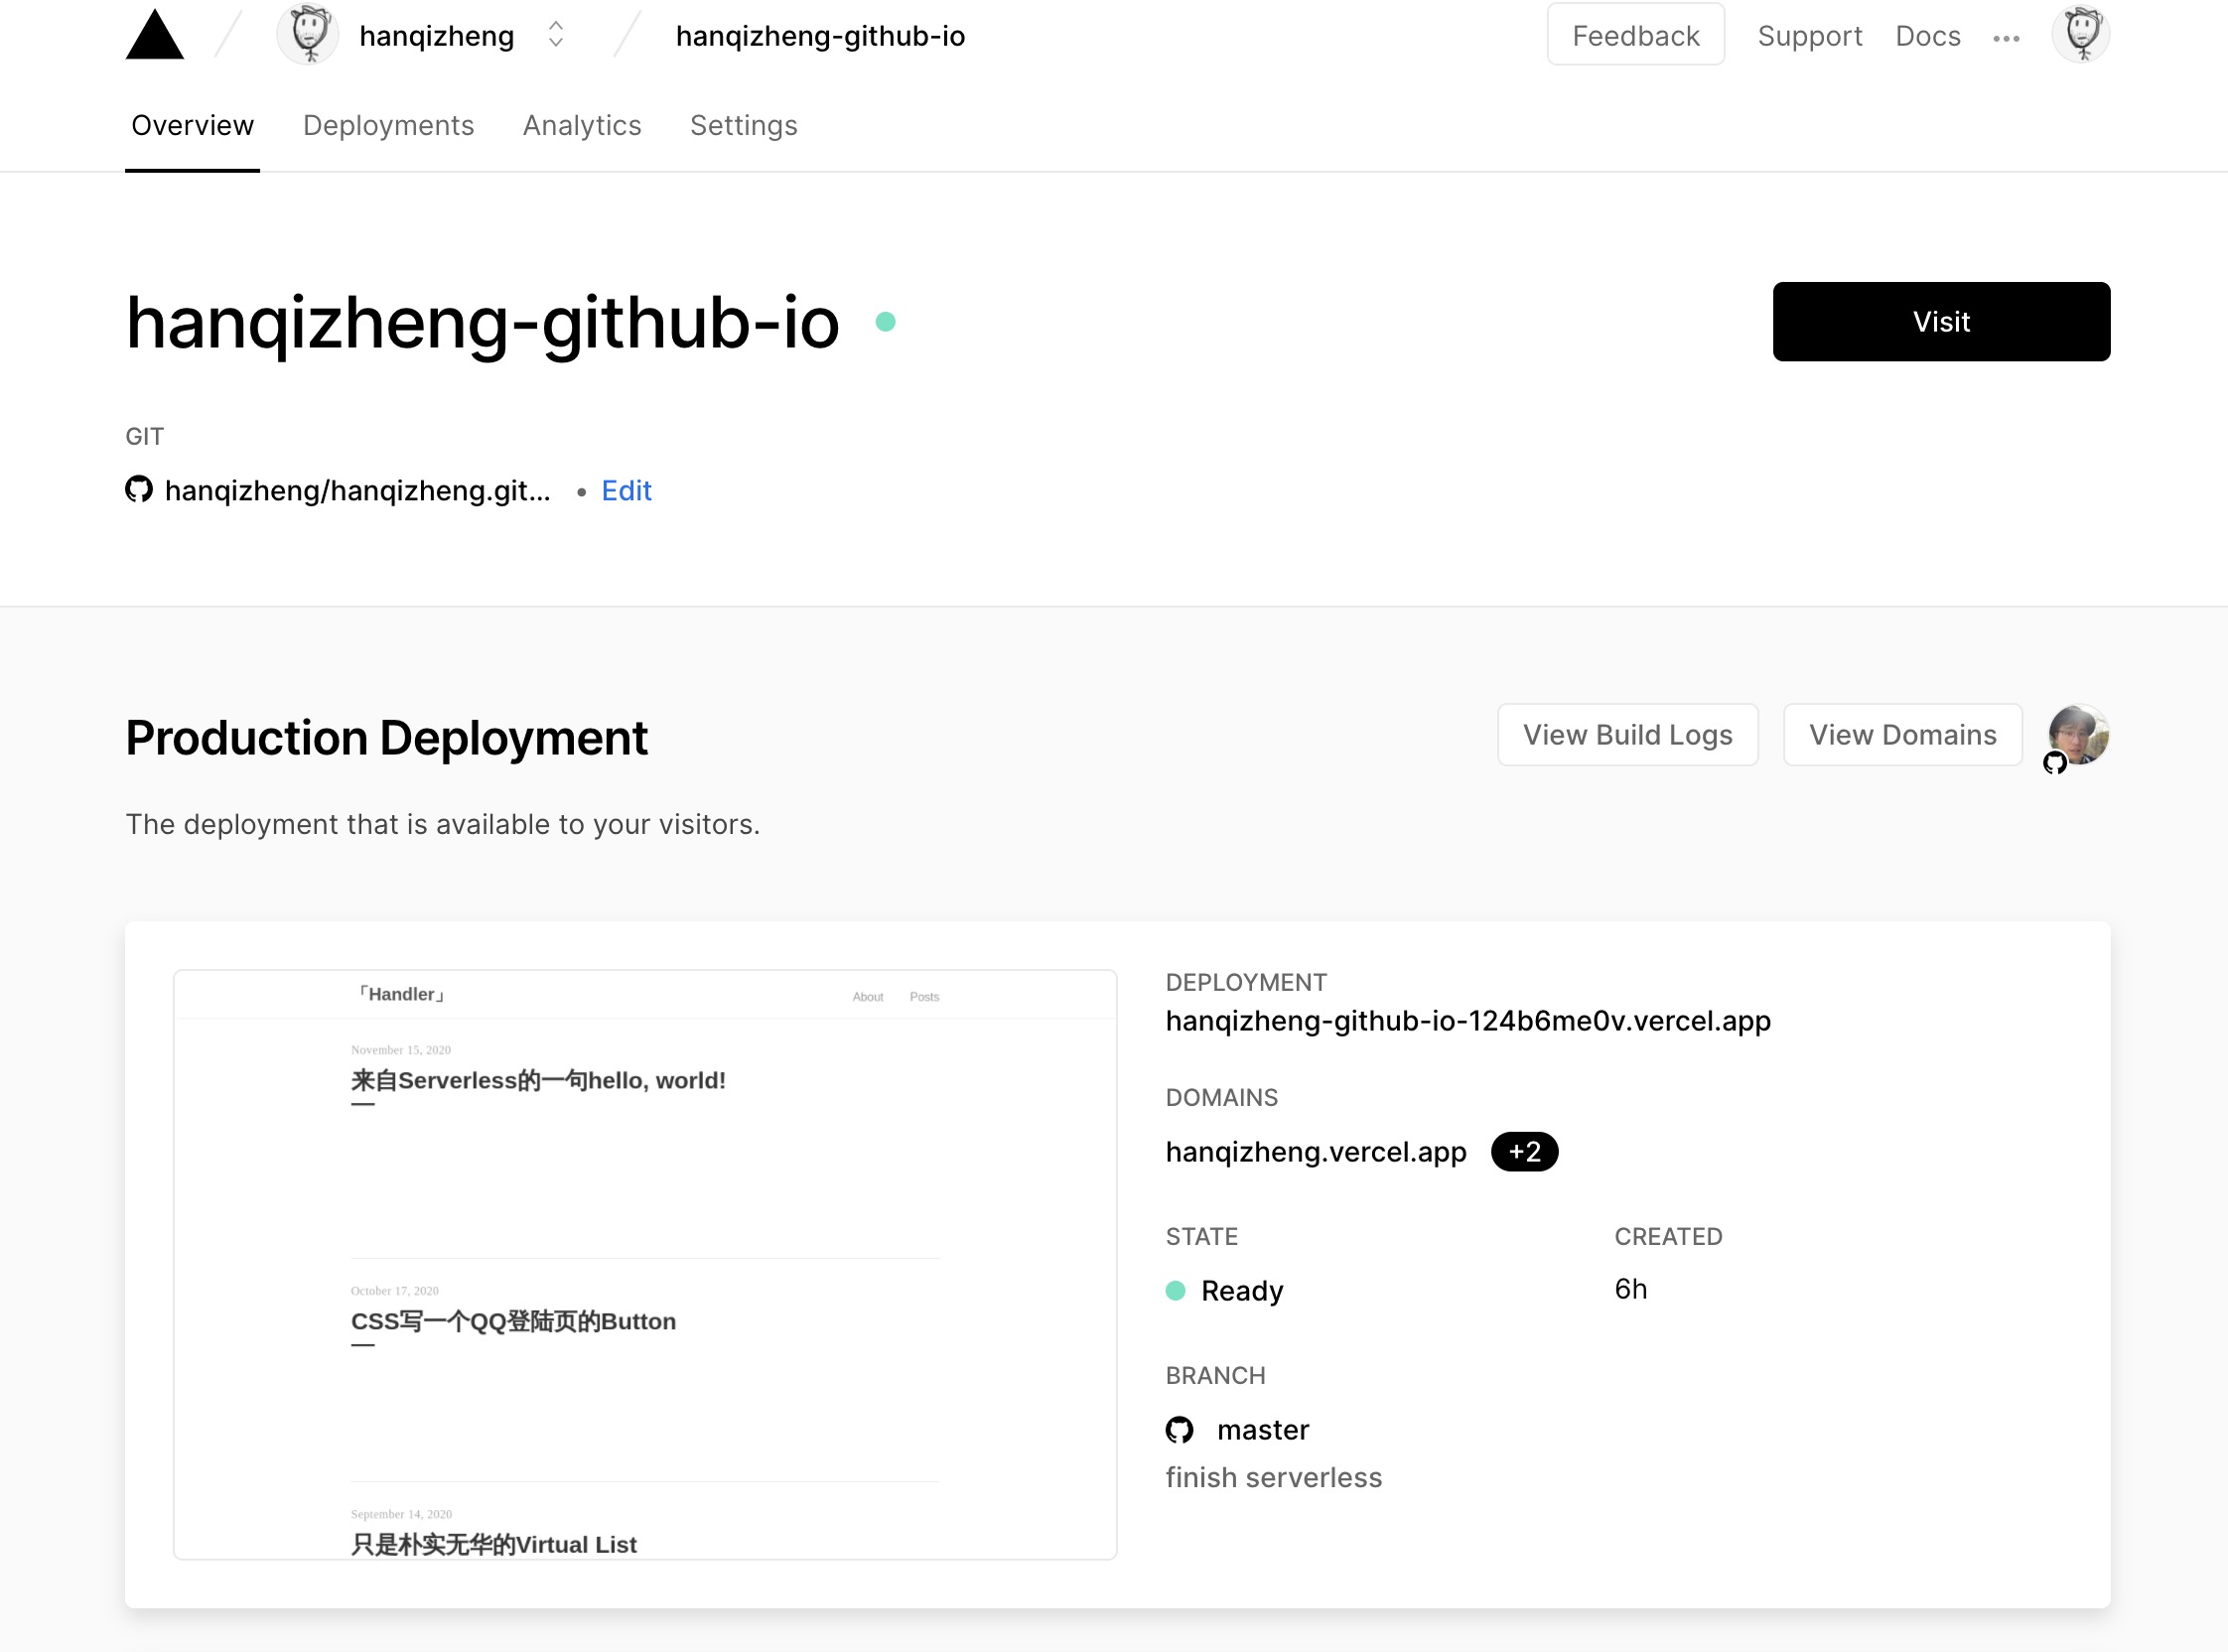 hanqizheng
hanqizheng-github-io
Feedback
Support
Docs
Overview
Deployments
Analytics
Settings
hanqizheng-github-io
Visit
GIT
hanqizheng/hanqizheng.git...
Edit
Production Deployment
View Build Logs
View Domains
The deployment that is available to your visitors.
「Handler」
About
Posts
November 15, 2020
来自Serverless的一句hello, world!
October 17, 2020
CSS写一个QQ登陆页的Button
September 14, 2020
只是朴实无华的Virtual List
DEPLOYMENT
hanqizheng-github-io-124b6me0v.vercel.app
DOMAINS
hanqizheng.vercel.app
+2
STATE
CREATED
Ready
6h
BRANCH
master
finish serverless